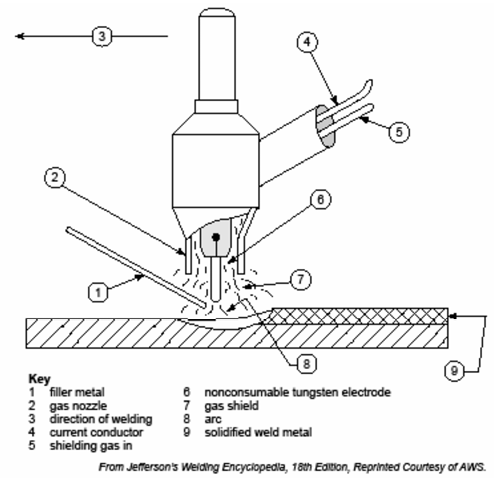 3
4
5
2
6
1
7
8
9
Key
1 filler metal
2 gas nozzle
3 direction of welding
4 current conductor
5 shielding gas in
6 nonconsumable tungsten electrode
7 gas shield
8 arc
9 solidified weld metal
From Jefferson's Welding Encyclopedia, 18th Edition, Reprinted Courtesy of AWS.